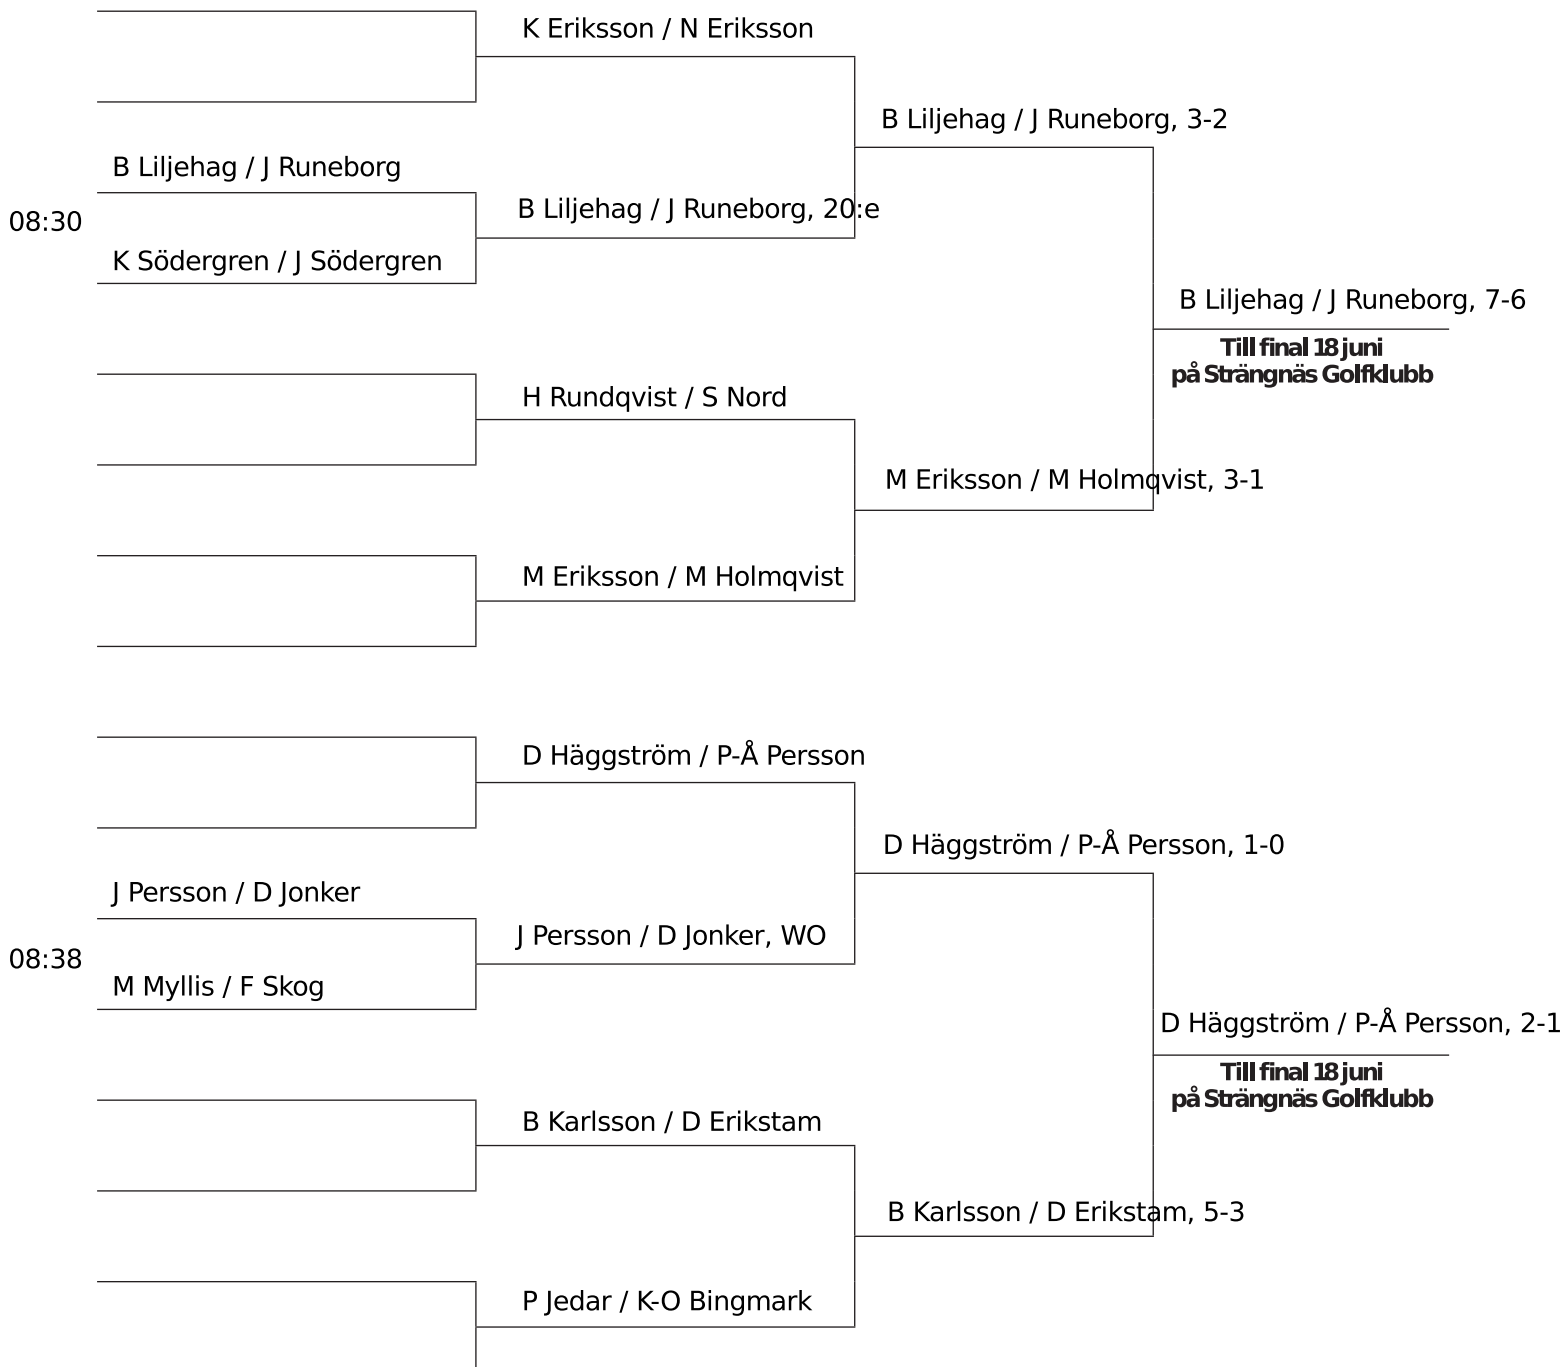 K Eriksson / N Eriksson
B Liljehag / J Runeborg, 3-2
B Liljehag / J Runeborg
08:30
B Liljehag / J Runeborg, 20:e
K Södergren / J Södergren
B Liljehag / J Runeborg, 7-6
Till final 18 juni
på Strängnäs Golfklubb
H Rundqvist / S Nord
M Eriksson / M Holmqvist, 3-1
M Eriksson / M Holmqvist
D Häggström / P-Å Persson
D Häggström / P-Å Persson, 1-0
J Persson / D Jonker
08:38
J Persson / D Jonker, WO
M Myllis / F Skog
D Häggström / P-Å Persson, 2-1
Till final 18 juni
på Strängnäs Golfklubb
B Karlsson / D Erikstam
B Karlsson / D Erikstam, 5-3
P Jedar / K-O Bingmark